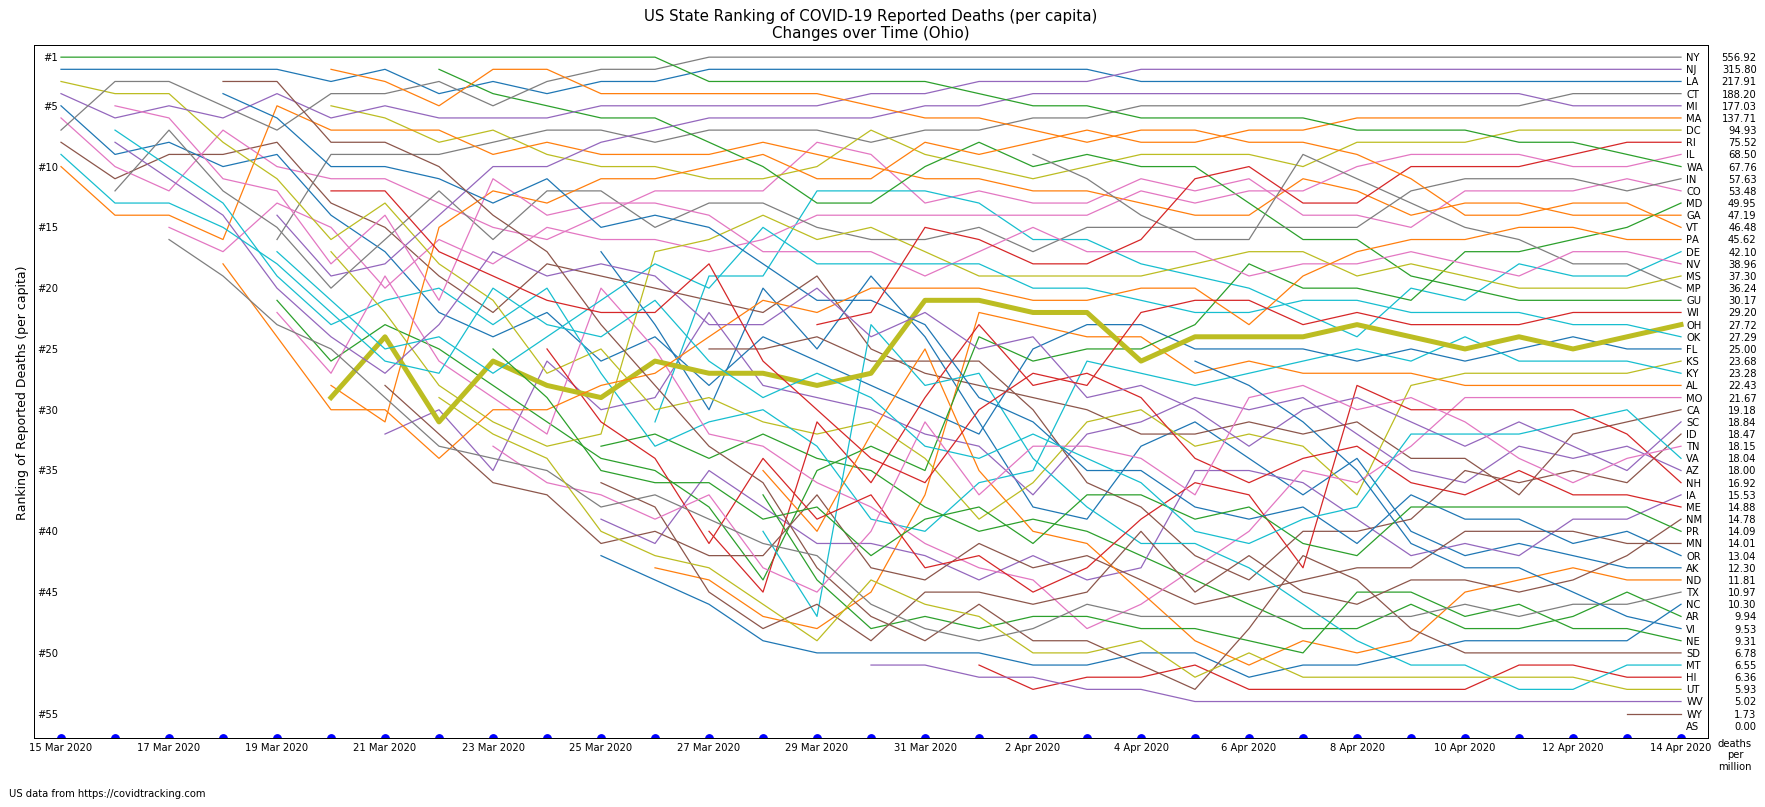 US State Ranking of COVID-19 Reported Deaths (per capita)
Changes over Time (Ohio)
Ranking of Reported Deaths (per capita)
#1
#5
#10
#15
#20
#25
#30
#35
#40
#45
#50
#55
NY 556.92
NJ 315.80
LA 217.91
CT 188.20
MI 177.03
MA 137.71
DC 94.93
RI 75.52
IL 68.50
WA 67.76
IN 57.63
CO 53.48
MD 49.95
GA 47.19
VT 46.48
PA 45.62
DE 42.10
NV 38.96
MS 37.30
MP 36.24
GU 30.17
WI 29.20
OH 27.72
OK 27.29
FL 25.00
KS 23.68
KY 23.28
AL 22.43
MO 21.67
CA 19.18
SC 18.84
ID 18.47
TN 18.15
VA 18.04
AZ 18.00
NH 16.92
IA 15.53
ME 14.88
NM 14.78
PR 14.09
MN 14.01
OR 13.04
AK 12.30
ND 11.81
TX 10.97
NC 10.30
AR 9.94
VI 9.53
NE 9.31
SD 6.78
MT 6.55
HI 6.36
UT 5.93
WV 5.02
WY 1.73
AS 0.00
15 Mar 2020 17 Mar 2020 19 Mar 2020 21 Mar 2020 23 Mar 2020 25 Mar 2020 27 Mar 2020 29 Mar 2020 31 Mar 2020 2 Apr 2020 4 Apr 2020 6 Apr 2020 8 Apr 2020 10 Apr 2020 12 Apr 2020 14 Apr 2020
deaths
per
million
US data from https://covidtracking.com